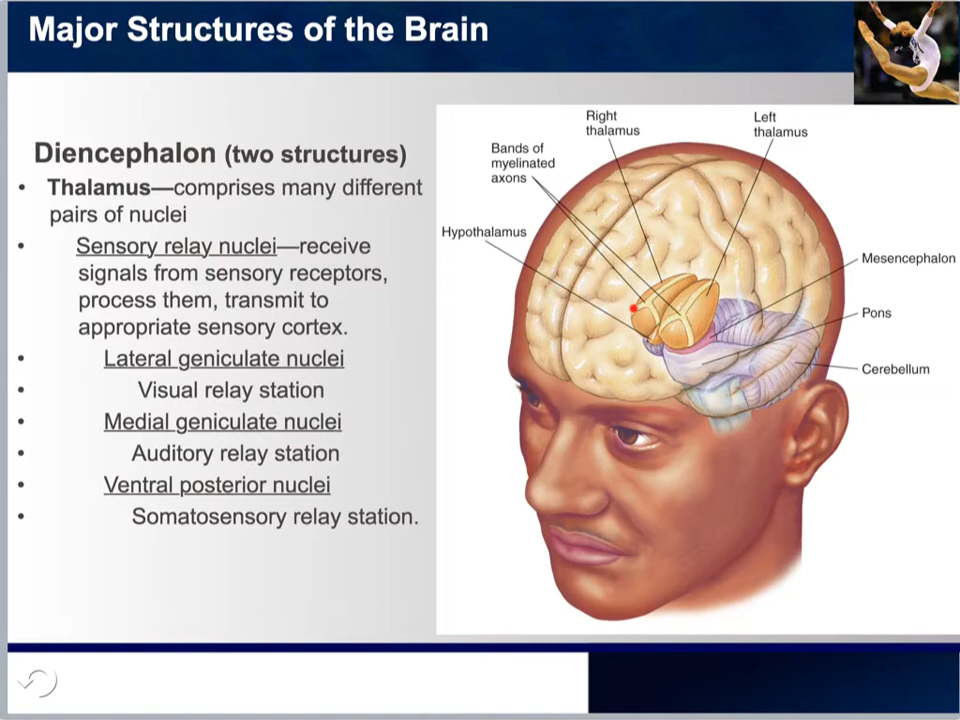 Major Structures of the Brain
Diencephalon (two structures)
• Thalamus—comprises many different
pairs of nuclei
• Sensory relay nuclei—receive
signals from sensory receptors,
process them, transmit to
appropriate sensory cortex.
• Lateral geniculate nuclei
• Visual relay station
• Medial geniculate nuclei
• Auditory relay station
• Ventral posterior nuclei
• Somatosensory relay station.
Right
thalamus
Left
thalamus
Bands of
myelinated
axons
Hypothalamus
Mesencephalon
Pons
Cerebellum